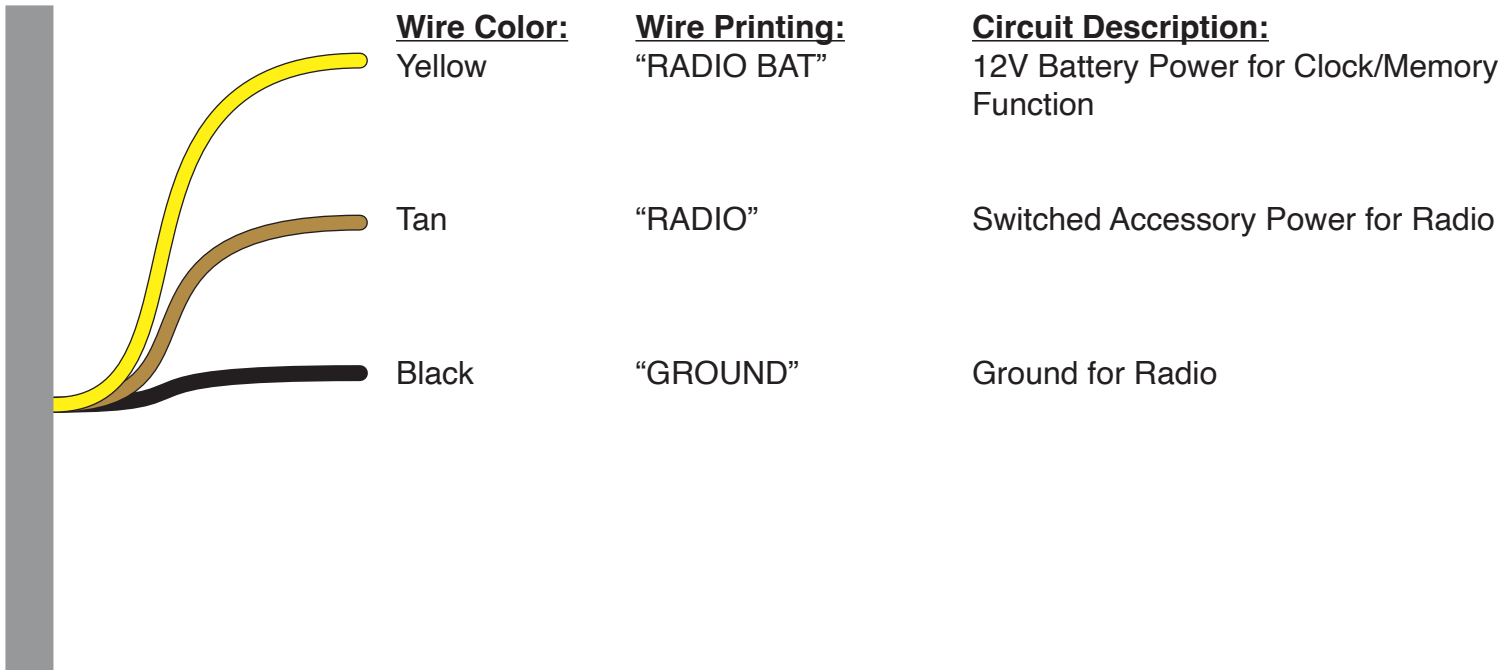 Wire Color: Wire Printing: Circuit Description:
Yellow “RADIO BAT” 12V Battery Power for Clock/Memory
Function
Tan “RADIO” Switched Accessory Power for Radio
Black “GROUND” Ground for Radio